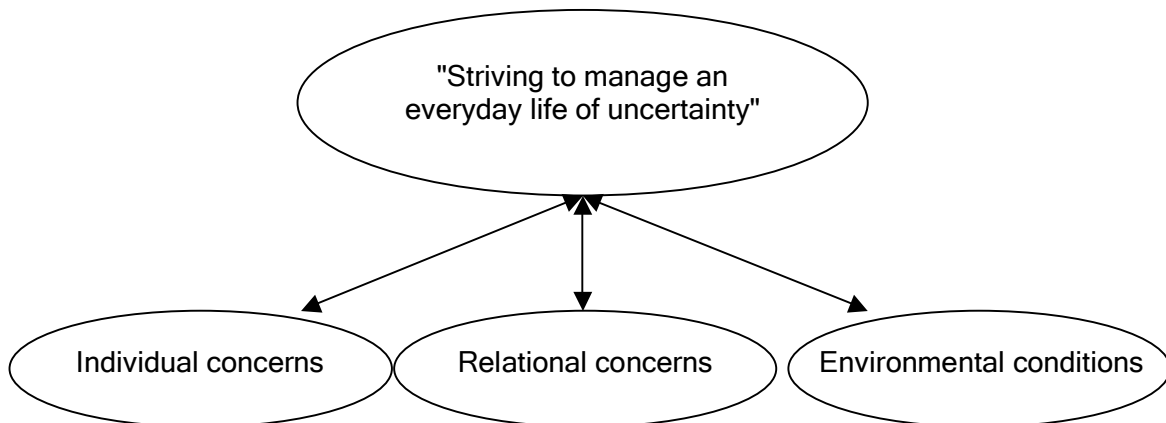 "Striving to manage an
everyday life of uncertainty"
Individual concerns
Relational concerns
Environmental conditions